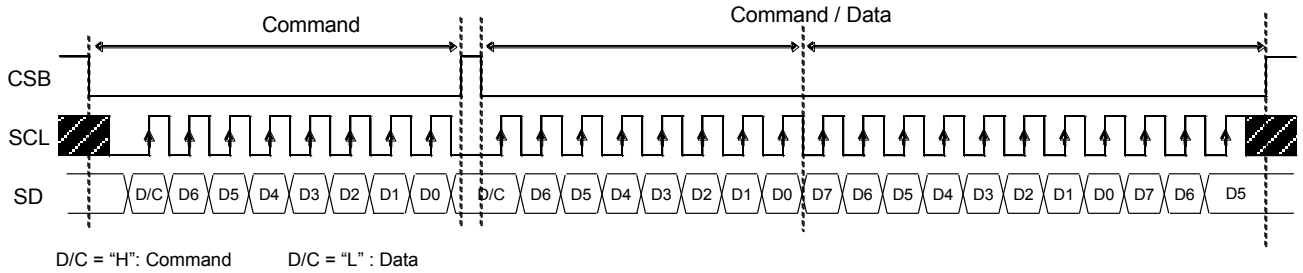 Command
Command / Data
CSB
SCL
SD
D/C D6 D5 D4 D3 D2 D1 D0 D/C D6 D5 D4 D3 D2 D1 D0 D7 D6 D5 D4 D3 D2 D1 D0 D7 D6 D5
D/C = “H”: Command D/C = “L” : Data